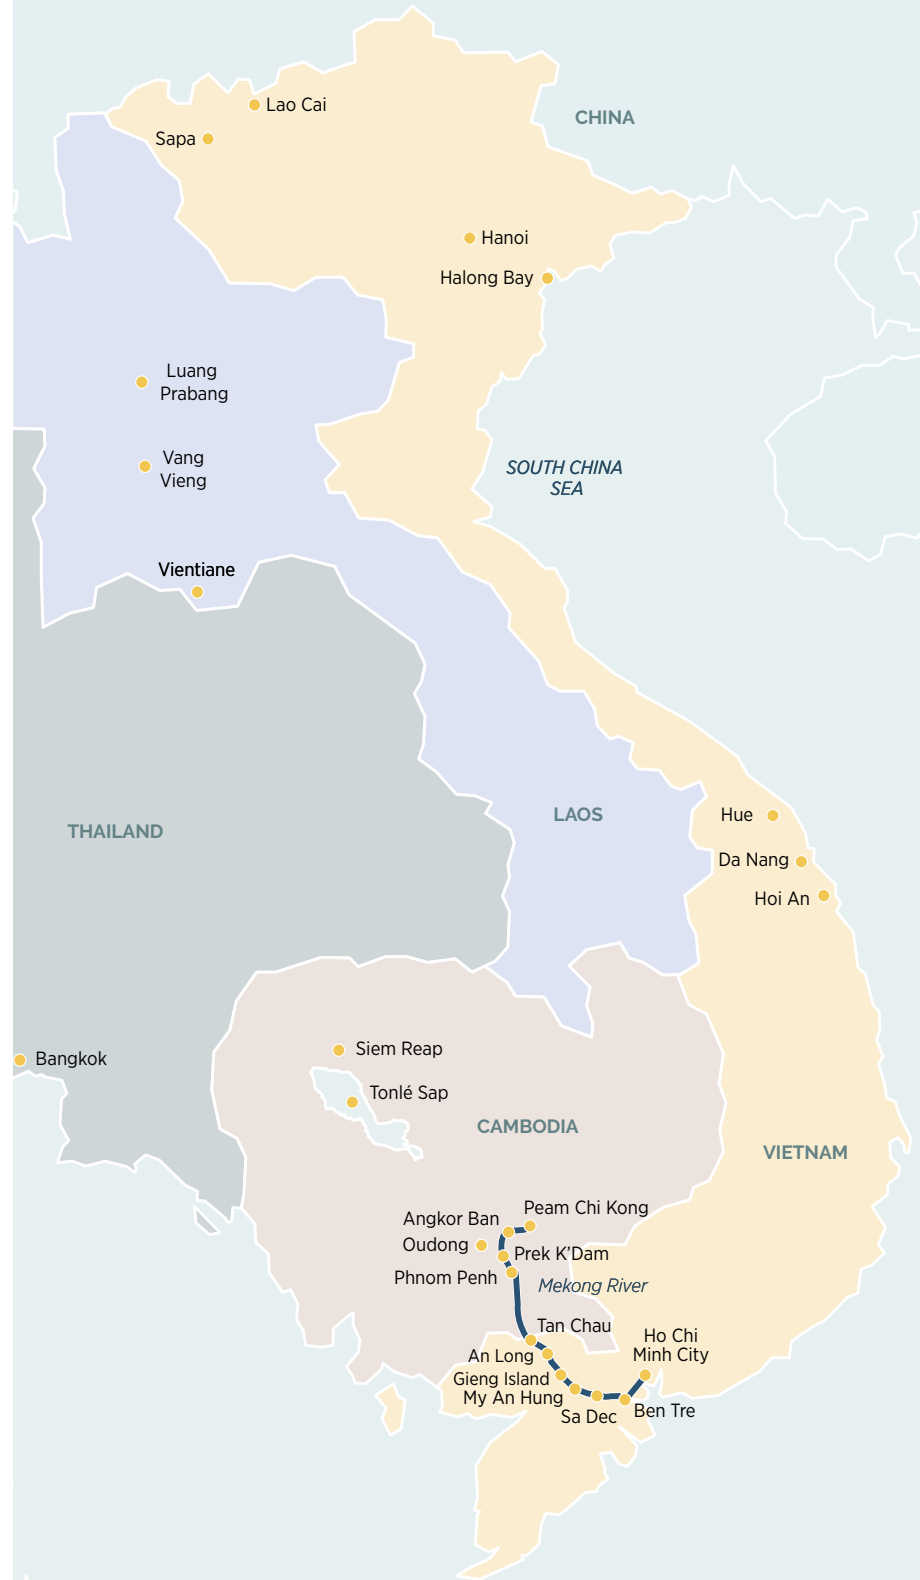 Lao Cai
CHINA
Sapa
Hanoi
Halong Bay
Luang
Prabang
Vang
Vieng
SOUTH CHINA
SEA
Vientiane
LAOS
Hue
THAILAND
Da Nang
Hoi An
Siem Reap
Bangkok
Tonlé Sap
CAMBODIA
VIETNAM
Peam Chi Kong
Angkor Ban
Oudong
Prek K’Dam
Phnom Penh
Mekong River
Tan Chau
Ho Chi
Minh City
An Long
Gieng Island
My An Hung
Sa Dec
Ben Tre